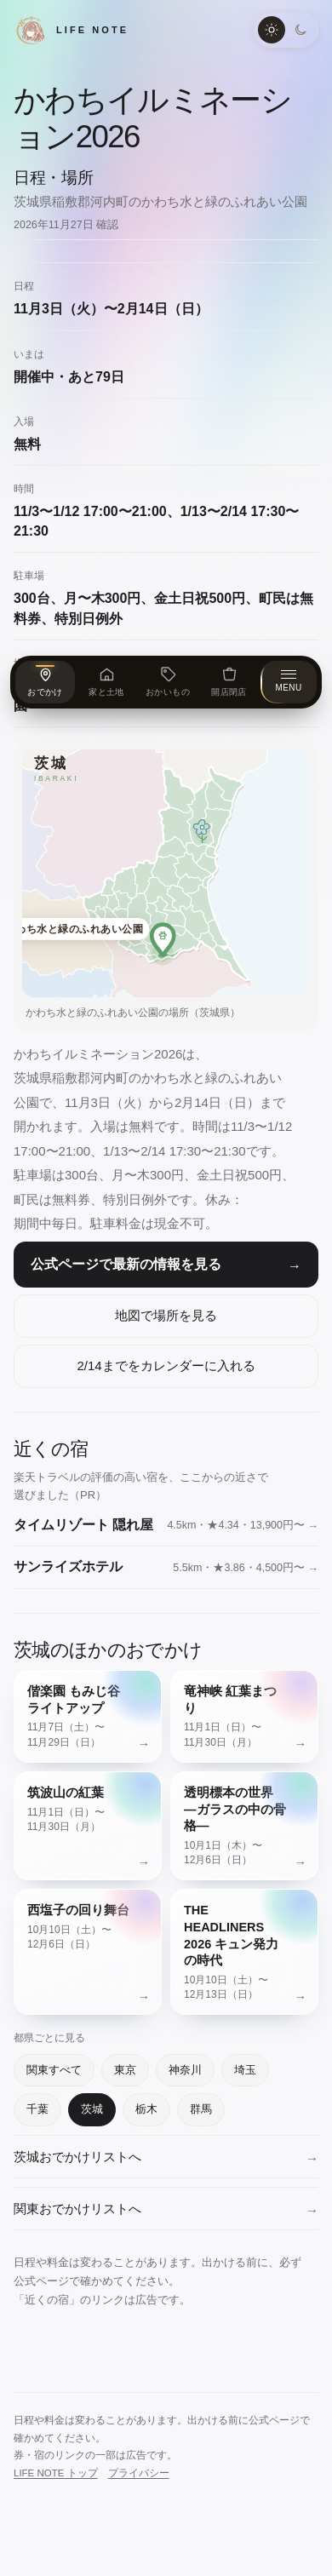 LIFE NOTE
かわちイルミネーシ
ョン2026
日程・場所
茨城県稲敷郡河内町のかわち水と緑のふれあい公園
2026年11月27日 確認
日程
11月3日（火）〜2月14日（日）
いまは
開催中・あと79日
入場
無料
時間
11/3〜1/12 17:00〜21:00、1/13〜2/14 17:30〜
21:30
駐車場
300台、月〜木300円、金土日祝500円、町民は無
料券、特別日例外
おでかけ
家と土地
おかいもの
開店閉店
MENU
園
茨城
IBARAKI
わち水と緑のふれあい公園
かわち水と緑のふれあい公園の場所（茨城県）
かわちイルミネーション2026は、
茨城県稲敷郡河内町のかわち水と緑のふれあい
公園で、11月3日（火）から2月14日（日）まで
開かれます。入場は無料です。時間は11/3〜1/12
17:00〜21:00、1/13〜2/14 17:30〜21:30です。
駐車場は300台、月〜木300円、金土日祝500円、
町民は無料券、特別日例外です。休み：
期間中毎日。駐車料金は現金不可。
公式ページで最新の情報を見る →
地図で場所を見る
2/14までをカレンダーに入れる
近くの宿
楽天トラベルの評価の高い宿を、ここからの近さで
選びました（PR）
タイムリゾート 隠れ屋 4.5km・★4.34・13,900円〜 →
サンライズホテル 5.5km・★3.86・4,500円〜 →
茨城のほかのおでかけ
偕楽園 もみじ谷
ライトアップ
11月7日（土）〜
11月29日（日） →
竜神峡 紅葉まつ
り
11月1日（日）〜
11月30日（月） →
筑波山の紅葉
11月1日（日）〜
11月30日（月）
→
透明標本の世界
―ガラスの中の骨
格―
10月1日（木）〜
12月6日（日） →
西塩子の回り舞台
10月10日（土）〜
12月6日（日）
→
THE
HEADLINERS
2026 キュン発力
の時代
10月10日（土）〜
12月13日（日） →
都県ごとに見る
関東すべて
東京
神奈川
埼玉
千葉
茨城
栃木
群馬
茨城おでかけリストへ →
関東おでかけリストへ →
日程や料金は変わることがあります。出かける前に、必ず
公式ページで確かめてください。
「近くの宿」のリンクは広告です。
日程や料金は変わることがあります。出かける前に公式ページで
確かめてください。
券・宿のリンクの一部は広告です。
LIFE NOTE トップ プライバシー